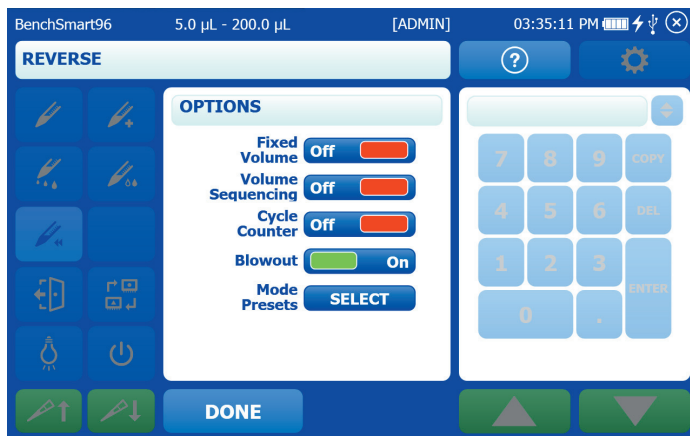 BenchSmart96 5.0 µL - 200.0 µL [ADMIN] 03:35:11 PM
REVERSE
?
OPTIONS
Fixed
Volume Off
Volume
Sequencing Off
Cycle
Counter Off
Blowout On
Mode
Presets SELECT
7 8 9 COPY
4 5 6 DEL
1 2 3
ENTER
0 .
DONE